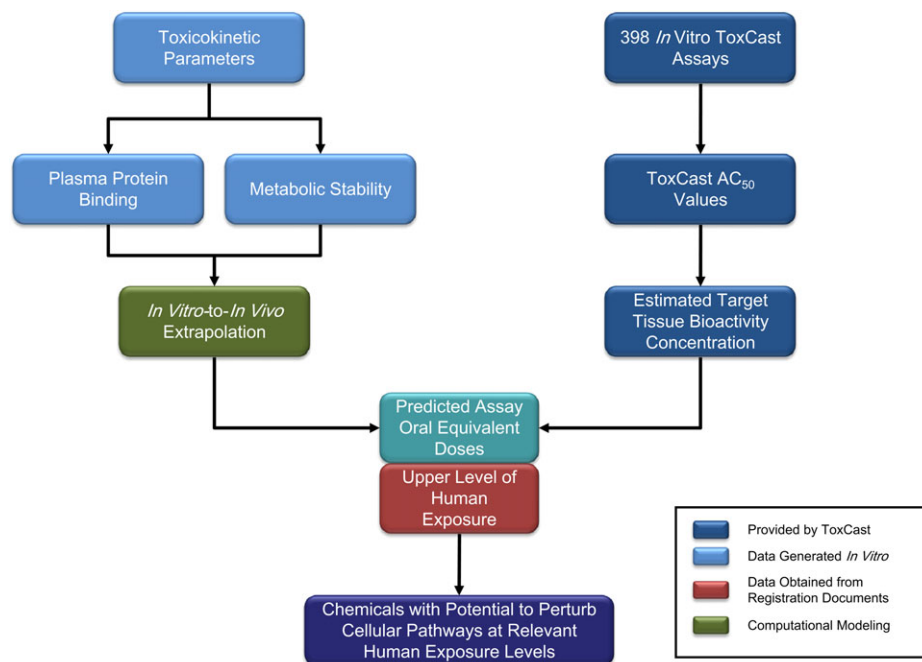 Toxicokinetic
Parameters
398 In Vitro ToxCast
Assays
Plasma Protein
Binding
Metabolic Stability
ToxCast AC₅₀
Values
In Vitro-to-In Vivo
Extrapolation
Estimated Target
Tissue Bioactivity
Concentration
Predicted Assay
Oral Equivalent
Doses
Upper Level of
Human
Exposure
Chemicals with Potential to Perturb
Cellular Pathways at Relevant
Human Exposure Levels
Provided by ToxCast
Data Generated In Vitro
Data Obtained from
Registration Documents
Computational Modeling